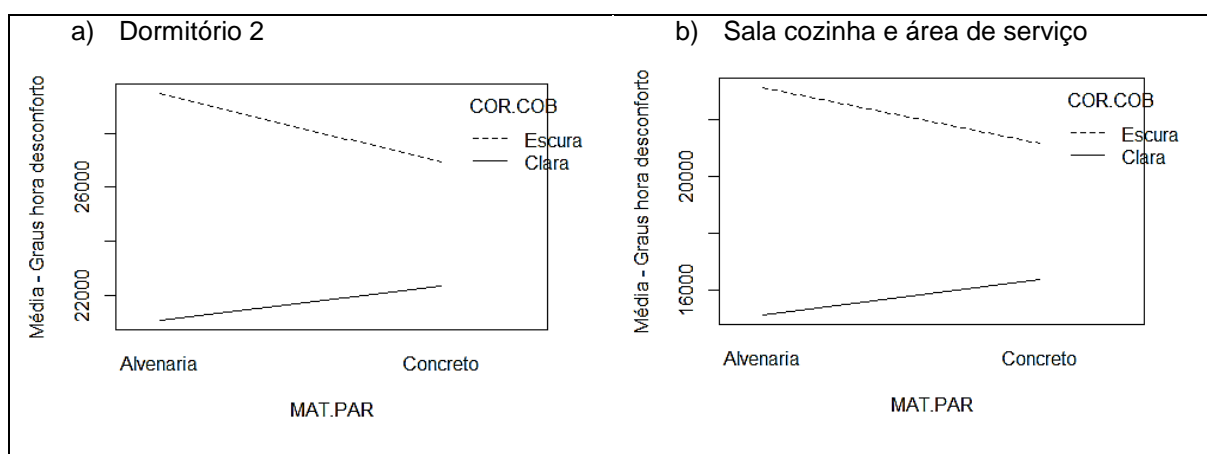 a) Dormitório 2
Média - Graus hora desconforto
26000
22000
COR.COB
Escura
Clara
Alvenaria
Concreto
MAT.PAR
b) Sala cozinha e área de serviço
Média - Graus hora desconforto
20000
16000
COR.COB
Escura
Clara
Alvenaria
Concreto
MAT.PAR